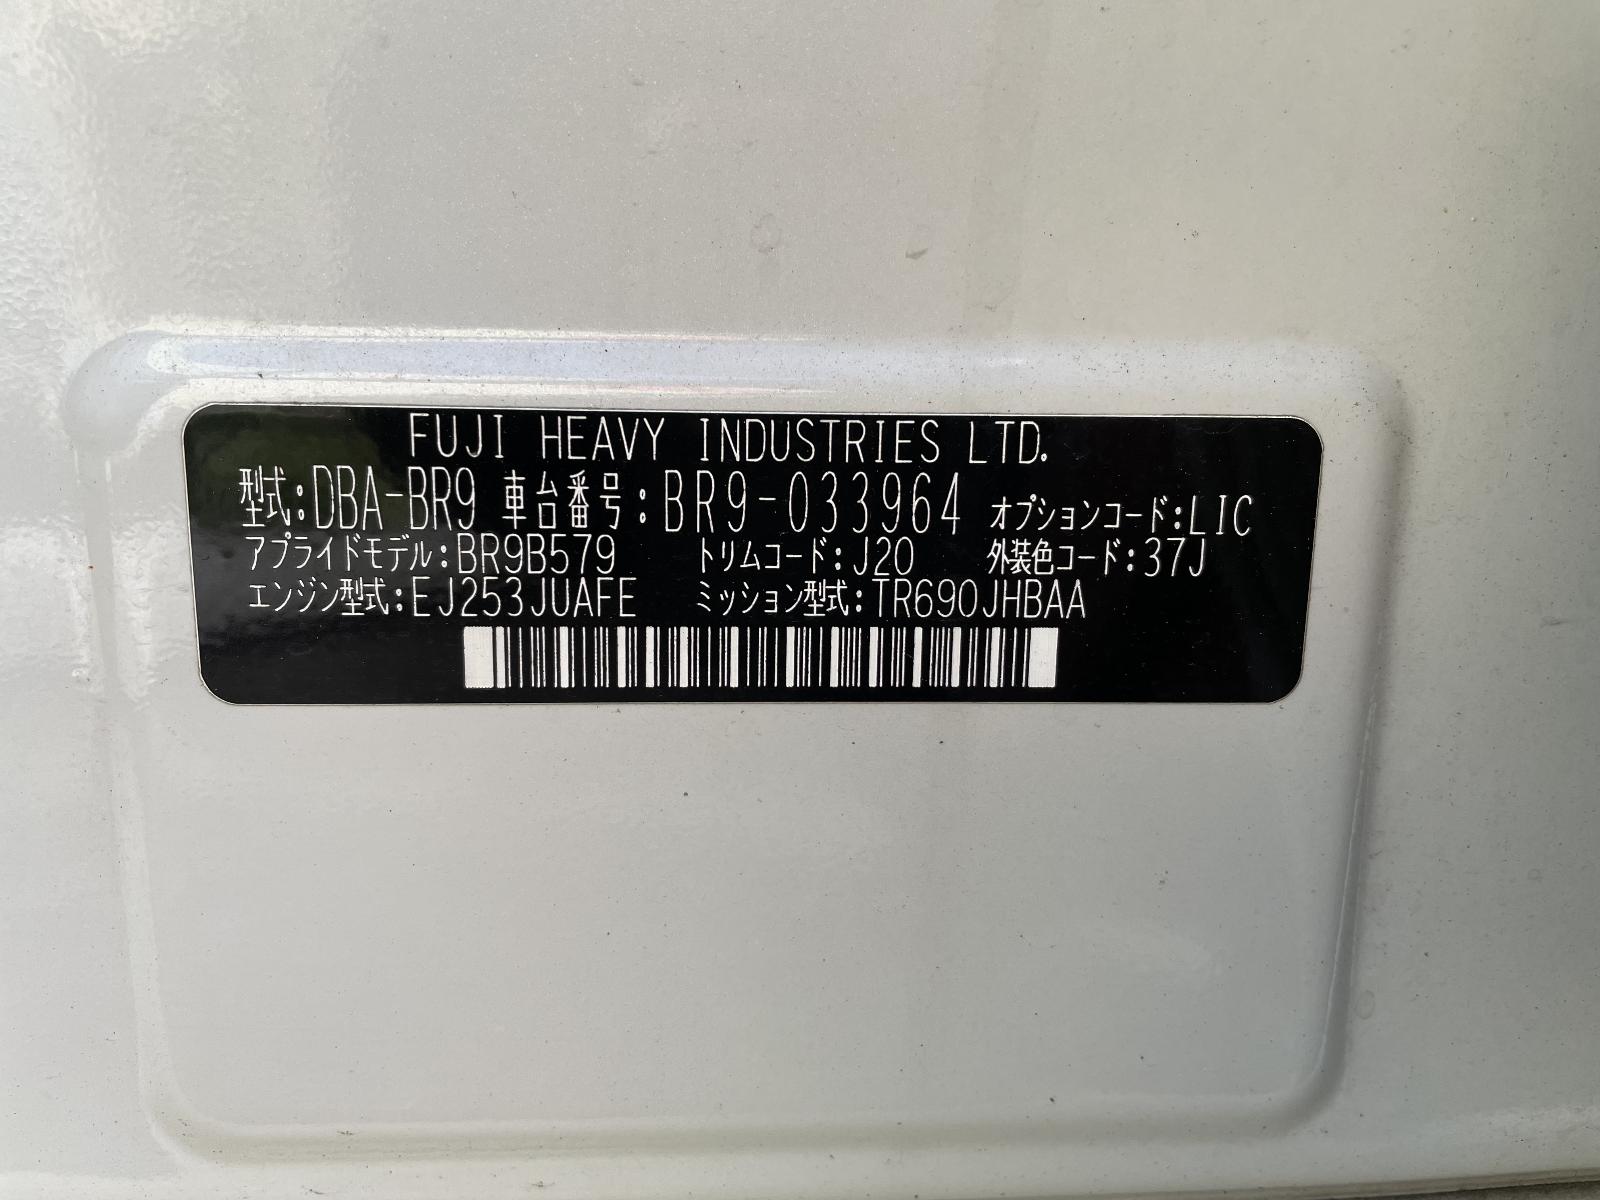 FUJI HEAVY INDUSTRIES LTD.
型式:DBA-BR9 車台番号:BR9-033964 オプションコード:LIC
アプライドモデル:BR9B579 トリムコード:J20 外装色コード:37J
エンジン型式:EJ253JUAFE ミッション型式:TR690JHBAA